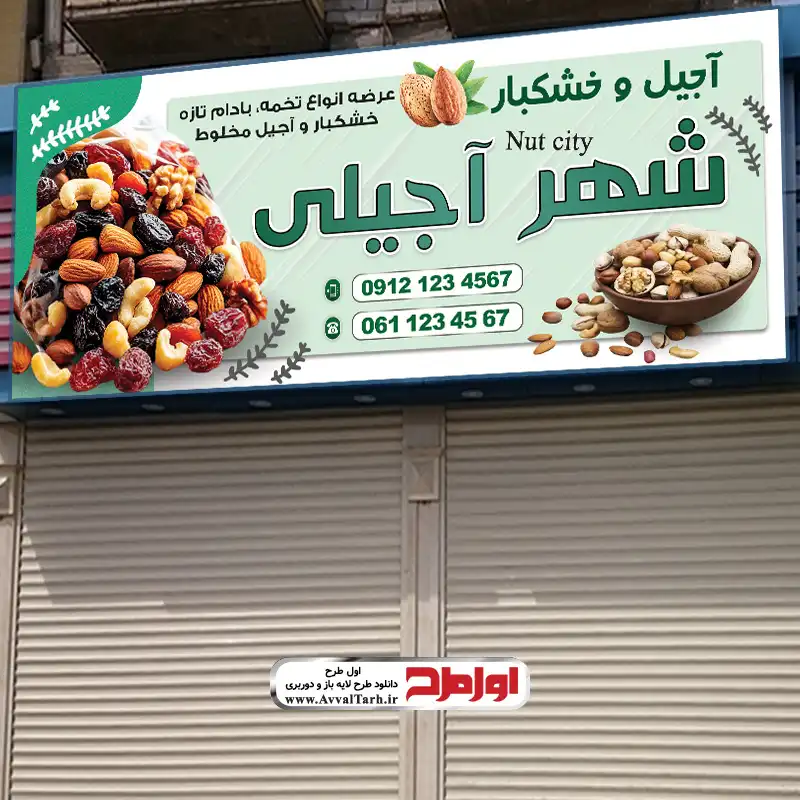 آجیل و خشکبار
عرضه انواع تخمه، بادام تازه
خشکبار و آجیل مخلوط
Nut city
شهر آجیلی
0912 123 4567
061 123 45 67
اول طرح
دانلود طرح لایه باز و دوربری
www.AvvalTarh.ir
اول طرح